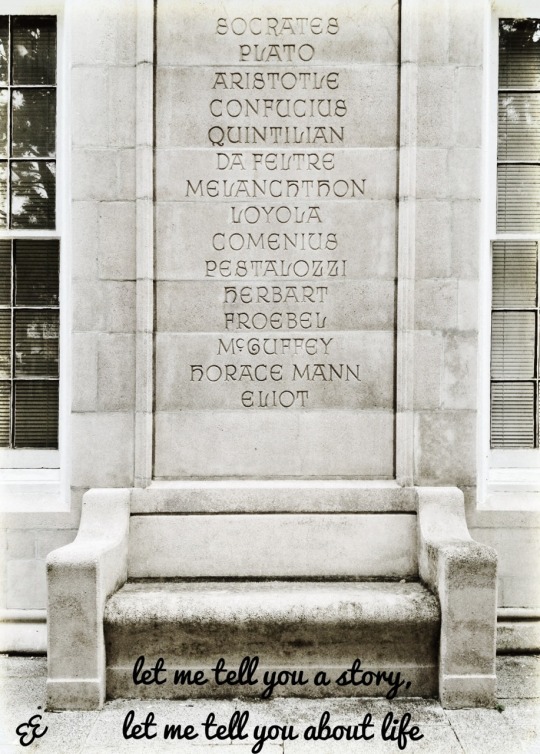 SOCRATES
PLATO
ARISTOTLE
CONFUCIUS
QUINTILIAN
DA FELTRE
MELANCHTHON
LOYOLA
COMENIUS
PESTALOZZI
HERBART
FROEBEL
McGUFFEY
HORACE MANN
ELIOT
let me tell you a story,
let me tell you about life